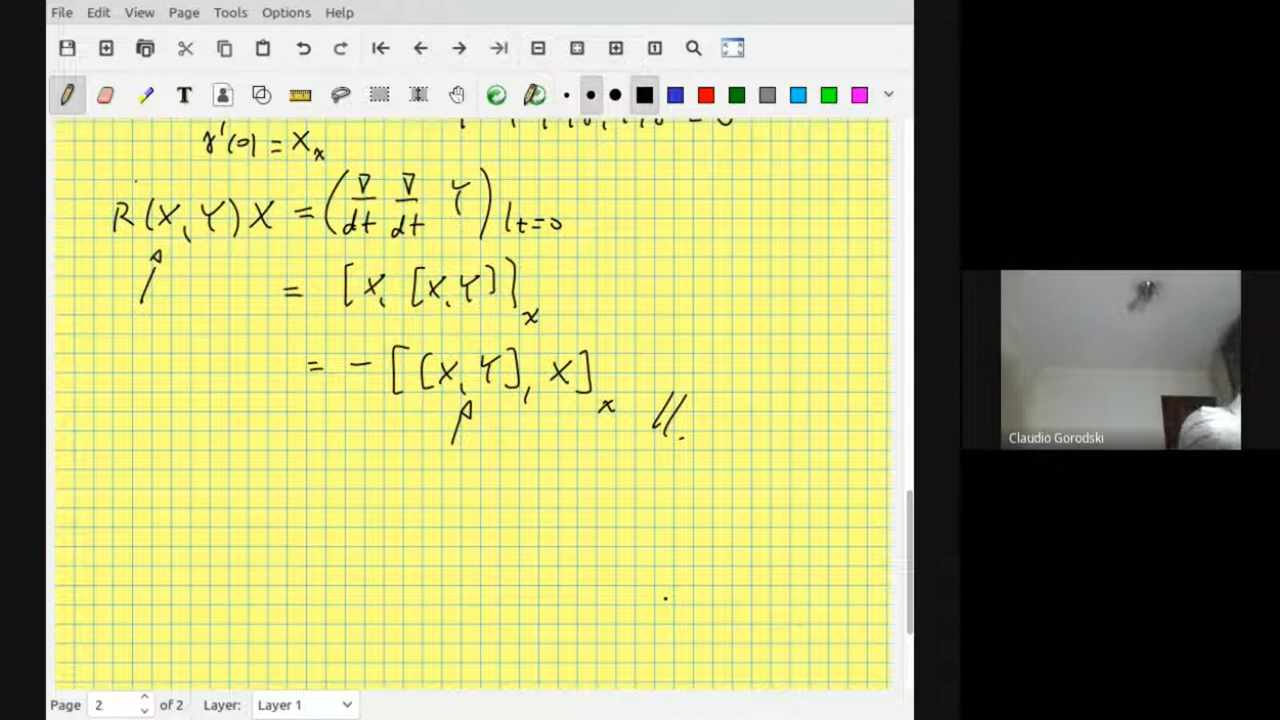 File Edit View Page Tools Options Help
γ'(0) = X_x
R(X, Y)X = (∇/dt ∇/dt Y)|t=0
= [X, [X, Y]]_x
= - [[X, Y], X]_x //.
Claudio Gorodski
Page 2 of 2 Layer: Layer 1